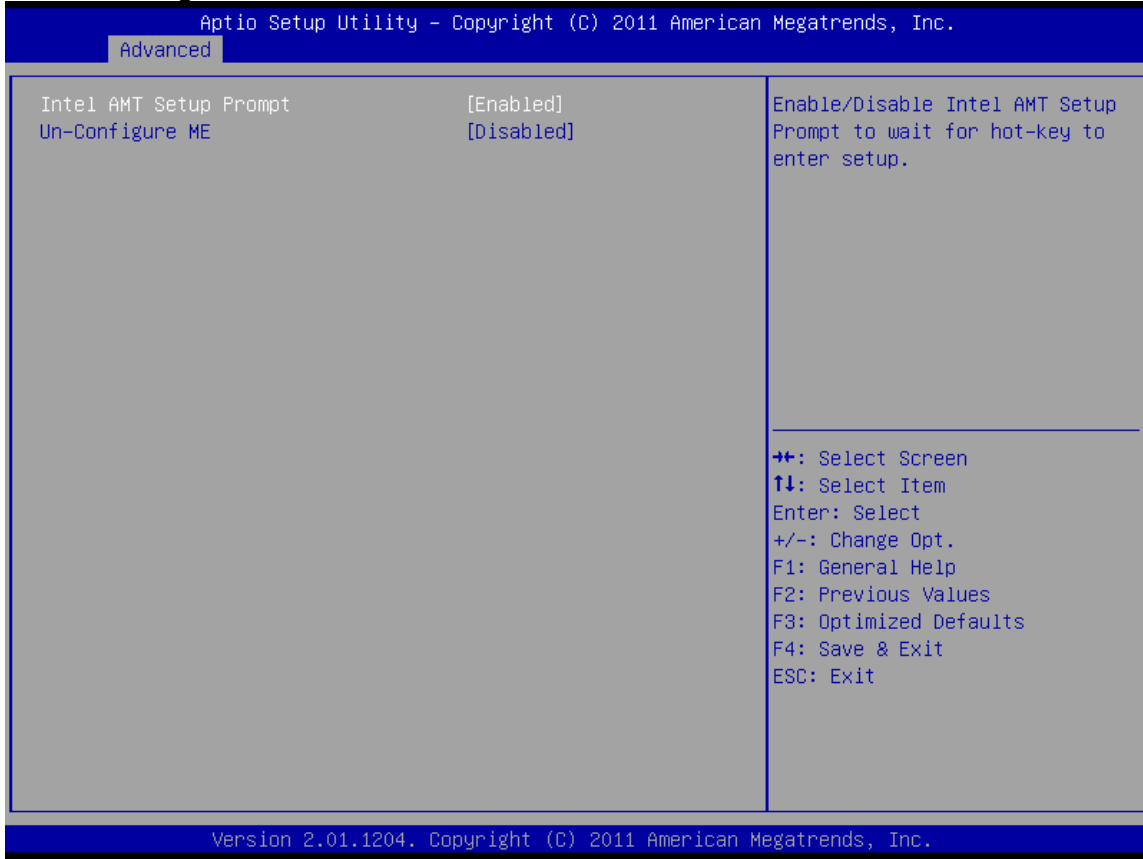 Aptio Setup Utility – Copyright (C) 2011 American Megatrends, Inc.
Advanced
Intel AMT Setup Prompt [Enabled]
Un-Configure ME [Disabled]
Enable/Disable Intel AMT Setup
Prompt to wait for hot-key to
enter setup.
→←: Select Screen
↑↓: Select Item
Enter: Select
+/-: Change Opt.
F1: General Help
F2: Previous Values
F3: Optimized Defaults
F4: Save & Exit
ESC: Exit
Version 2.01.1204. Copyright (C) 2011 American Megatrends, Inc.